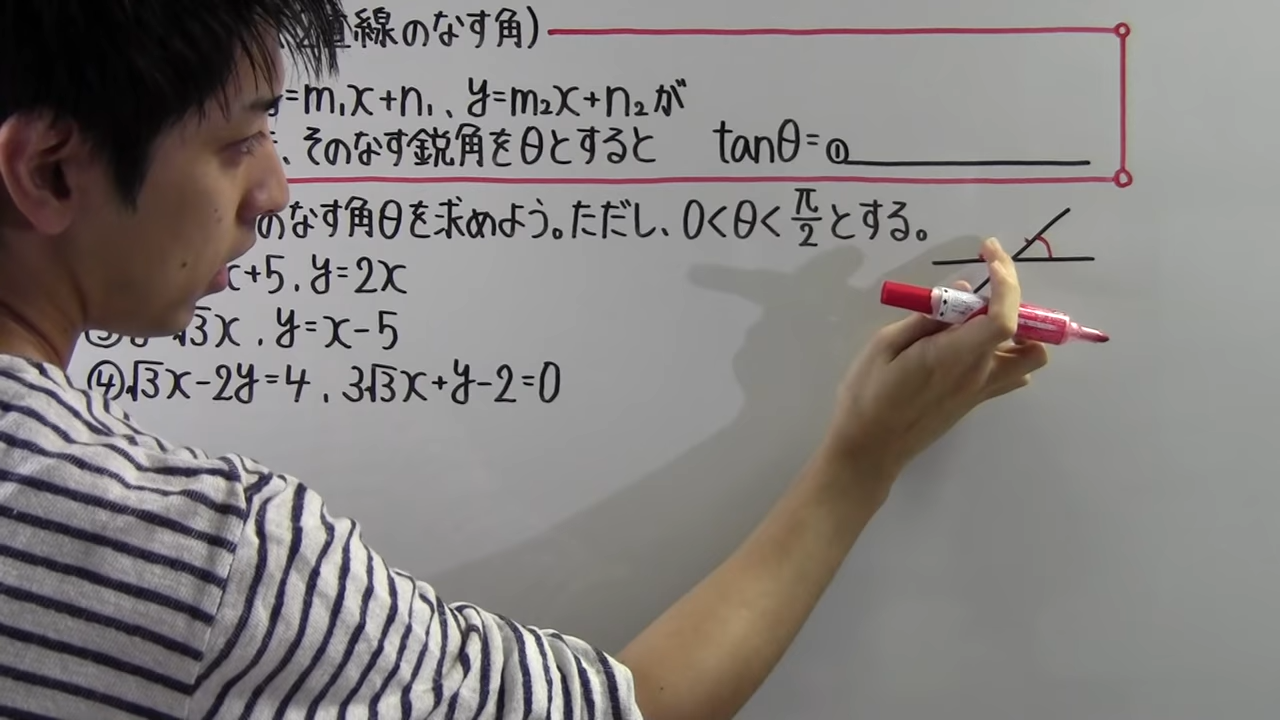 線のなす角)
=m₁x+n₁、y=m₂x+n₂が
、そのなす鋭角をθとすると tanθ=①
のなす角θを求めよう。ただし、0<θ<π/2とする。
x+5、y=2x
√3x、y=x-5
④√3x-2y=4、3√3x+y-2=0